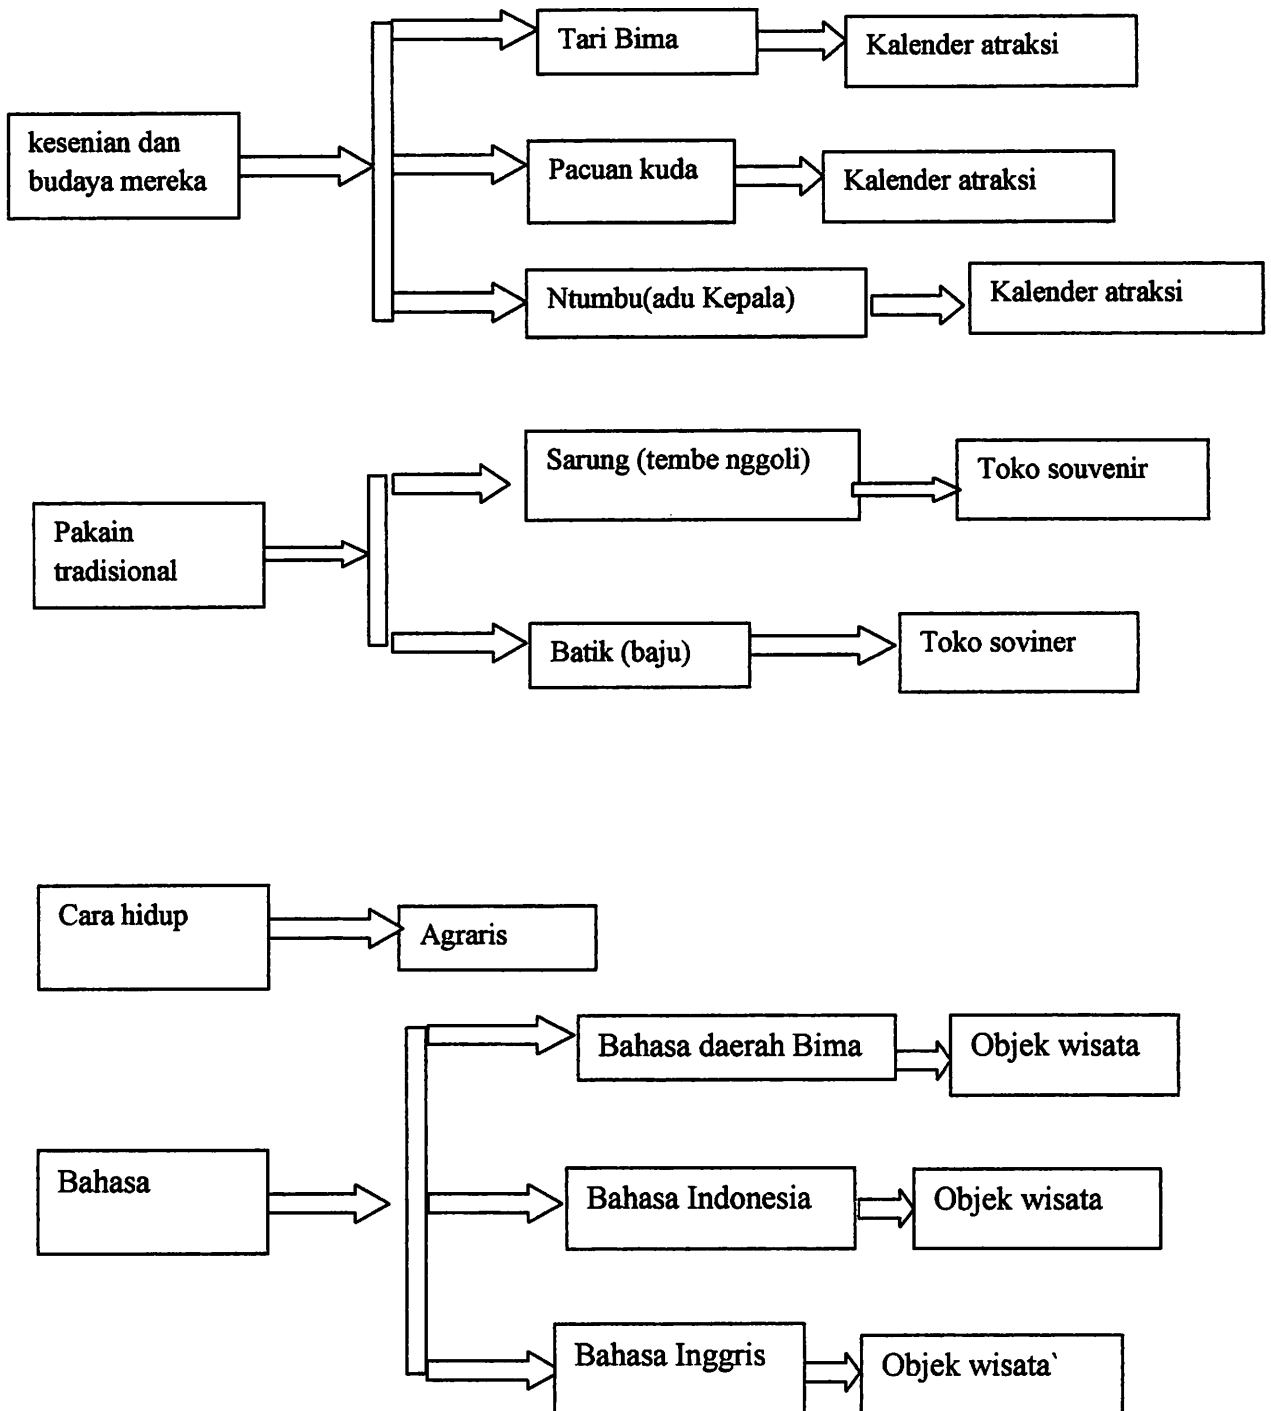 Tari Bima
Kalender atraksi
kesenian dan
budaya mereka
Pacuan kuda
Kalender atraksi
Ntumbu(adu Kepala)
Kalender atraksi
Sarung (tembe nggoli)
Toko souvenir
Pakain
tradisional
Batik (baju)
Toko soviner
Cara hidup
Agraris
Bahasa daerah Bima
Objek wisata
Bahasa
Bahasa Indonesia
Objek wisata
Bahasa Inggris
Objek wisata`